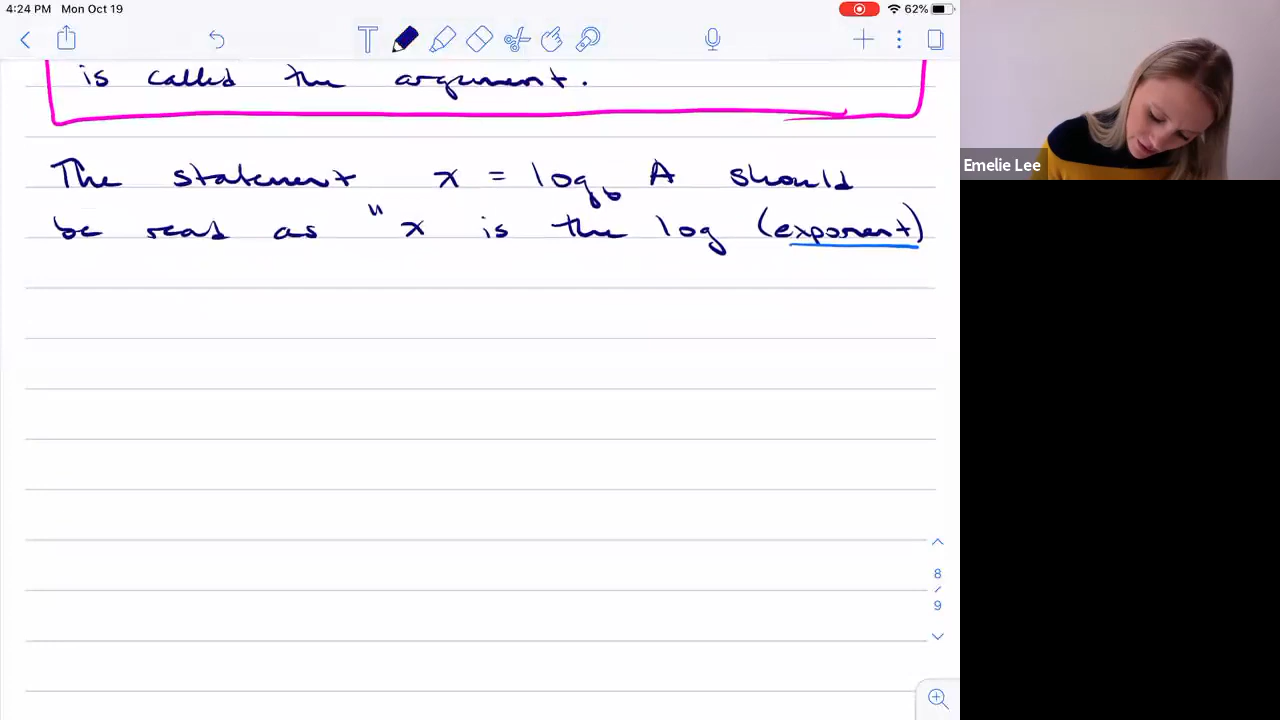 4:24 PM Mon Oct 19
62%
is called the argument.
The statement x = log_b A should
be read as "x is the log (exponent)
Emelie Lee
8
/
9